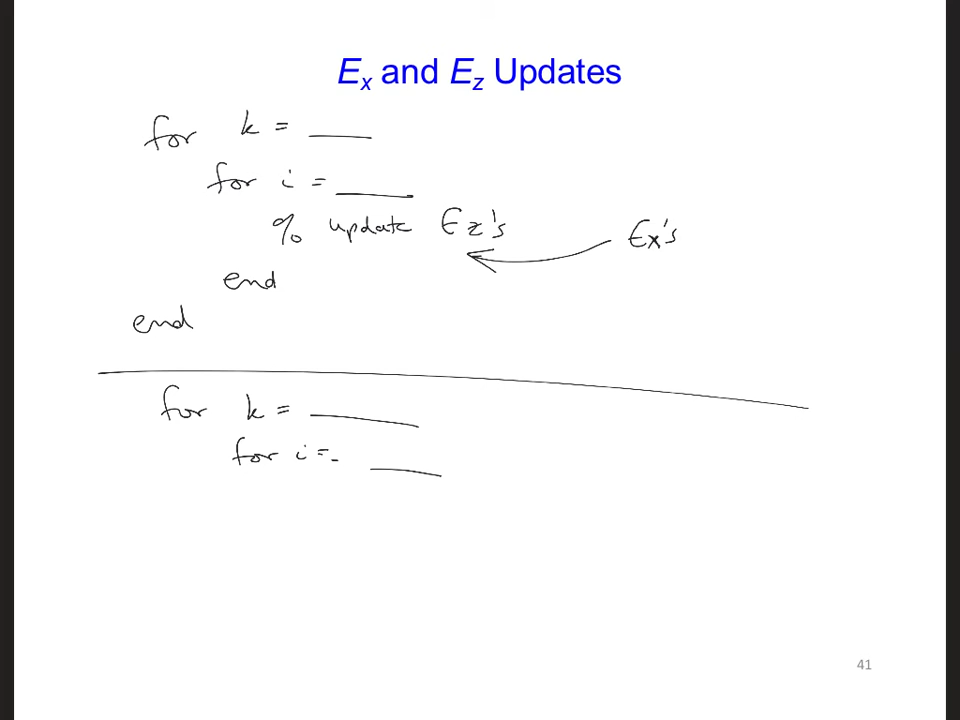 Ex and Ez Updates
for k = ____
for i = ____
% update Ez's
Ex's
end
end
for k = ____
for i = - ____
41